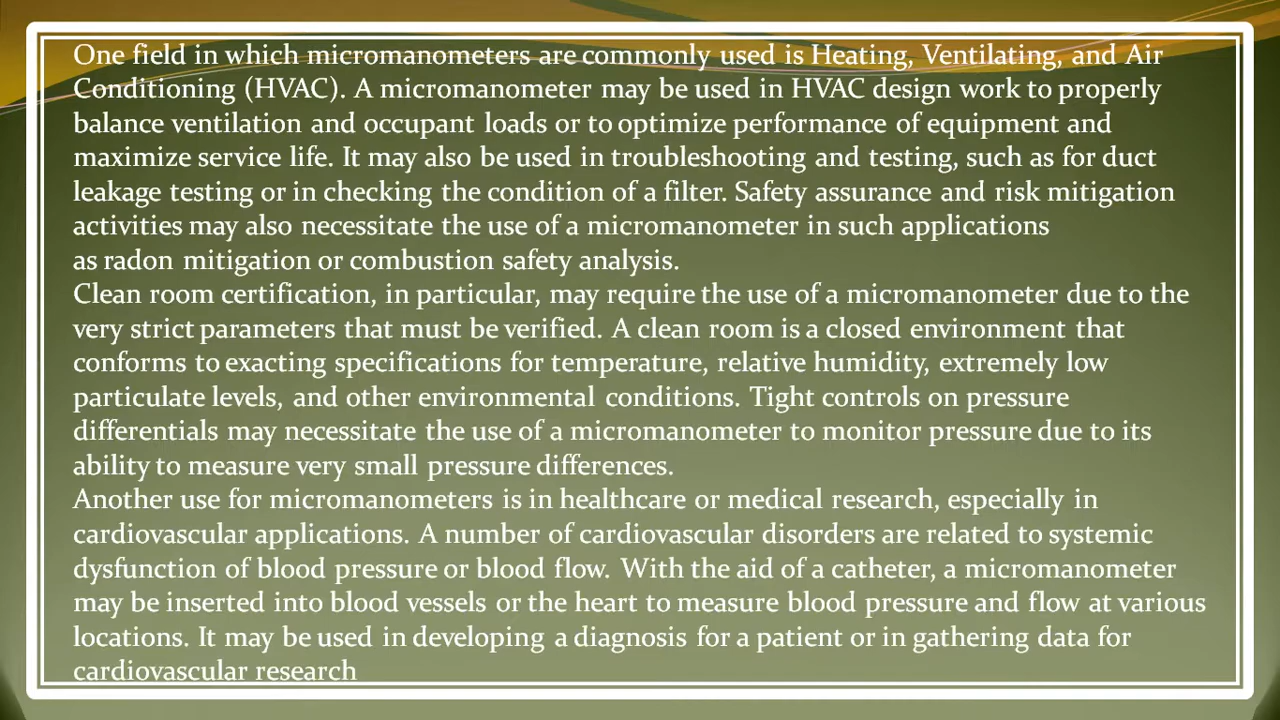 One field in which micromanometers are commonly used is Heating, Ventilating, and Air
Conditioning (HVAC). A micromanometer may be used in HVAC design work to properly
balance ventilation and occupant loads or to optimize performance of equipment and
maximize service life. It may also be used in troubleshooting and testing, such as for duct
leakage testing or in checking the condition of a filter. Safety assurance and risk mitigation
activities may also necessitate the use of a micromanometer in such applications
as radon mitigation or combustion safety analysis.
Clean room certification, in particular, may require the use of a micromanometer due to the
very strict parameters that must be verified. A clean room is a closed environment that
conforms to exacting specifications for temperature, relative humidity, extremely low
particulate levels, and other environmental conditions. Tight controls on pressure
differentials may necessitate the use of a micromanometer to monitor pressure due to its
ability to measure very small pressure differences.
Another use for micromanometers is in healthcare or medical research, especially in
cardiovascular applications. A number of cardiovascular disorders are related to systemic
dysfunction of blood pressure or blood flow. With the aid of a catheter, a micromanometer
may be inserted into blood vessels or the heart to measure blood pressure and flow at various
locations. It may be used in developing a diagnosis for a patient or in gathering data for
cardiovascular research